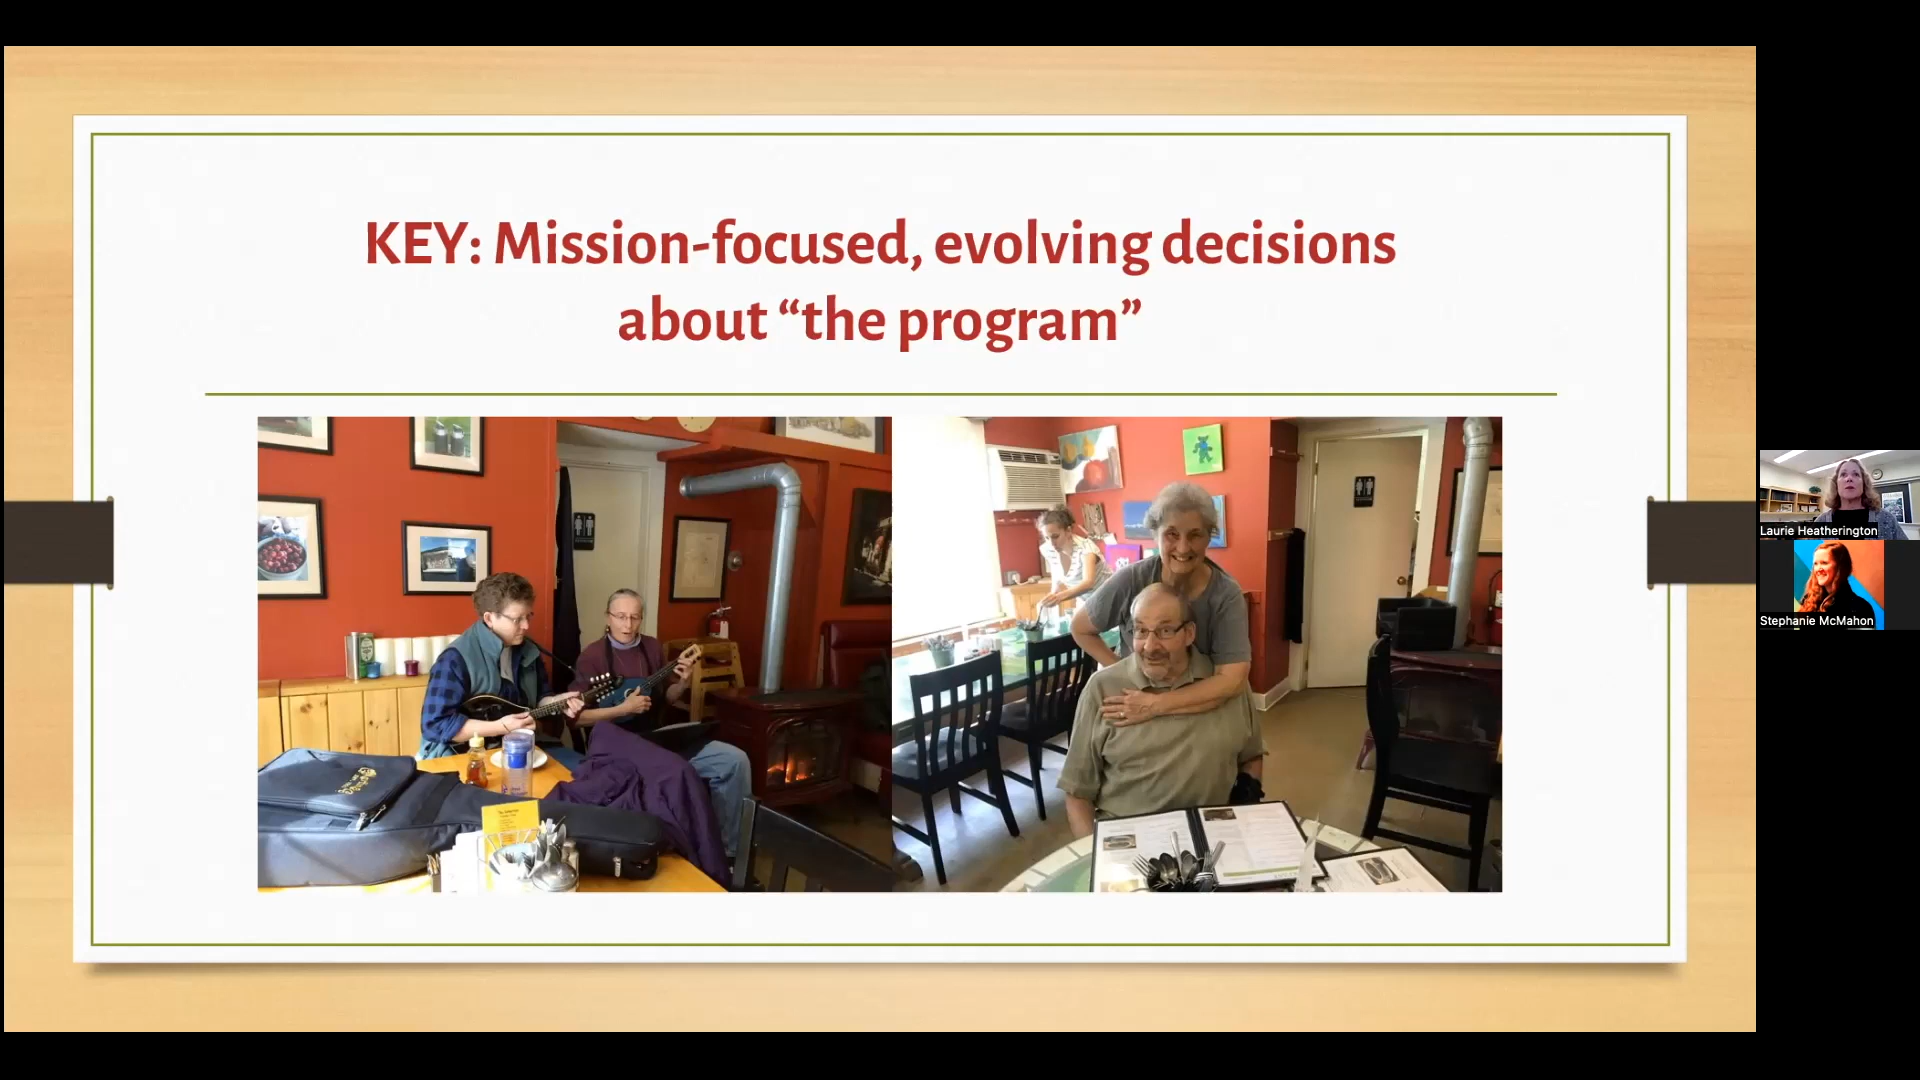 KEY: Mission-focused, evolving decisions
about “the program”
Laurie Heatherington
Stephanie McMahon